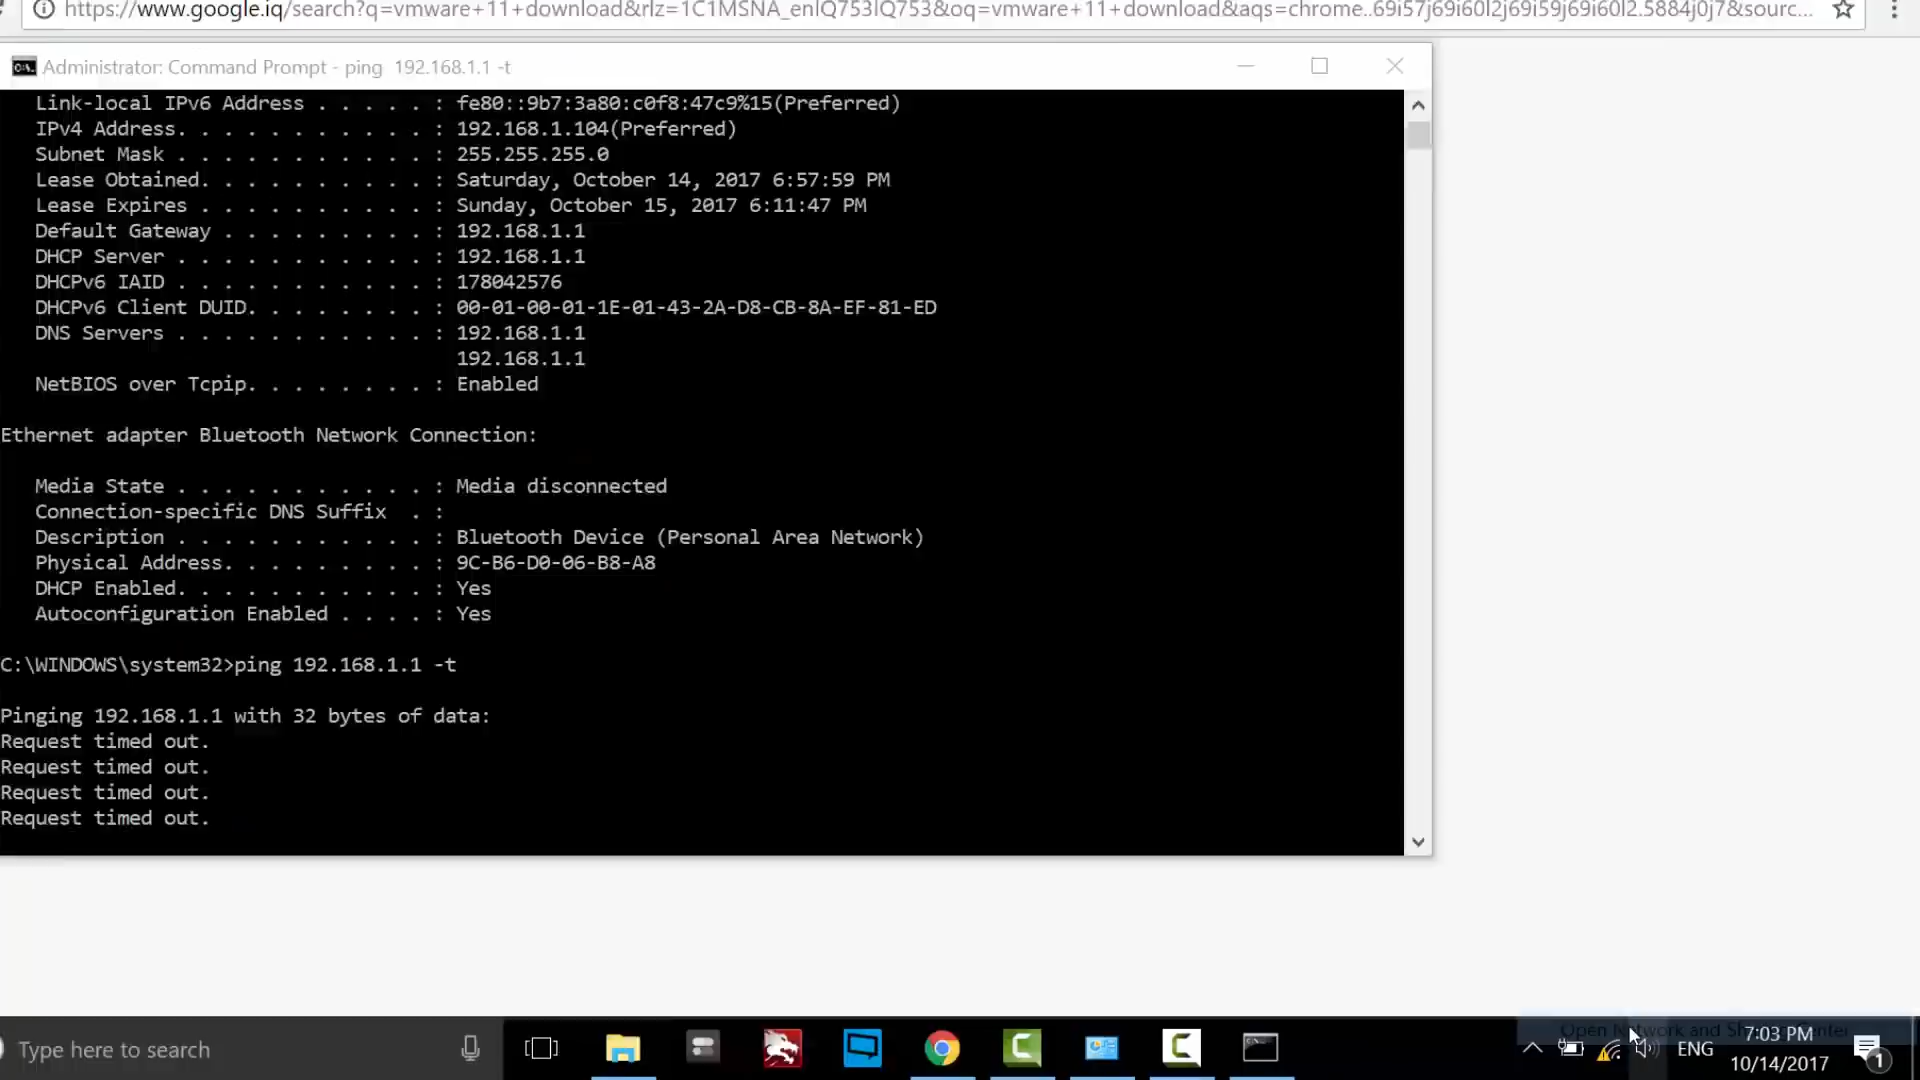 https://www.google.iq/search?q=vmware+11+download&rlz=1C1MSNA_enIQ753IQ753&oq=vmware+11+download&aqs=chrome..69i57j69i60l2j69i59j69i60l2.5884j0j7&sourc...
Administrator: Command Prompt - ping  192.168.1.1 -t
Link-local IPv6 Address . . . . . : fe80::9b7:3a80:c0f8:47c9%15(Preferred)
IPv4 Address. . . . . . . . . . . : 192.168.1.104(Preferred)
Subnet Mask . . . . . . . . . . . : 255.255.255.0
Lease Obtained. . . . . . . . . . : Saturday, October 14, 2017 6:57:59 PM
Lease Expires . . . . . . . . . . : Sunday, October 15, 2017 6:11:47 PM
Default Gateway . . . . . . . . . : 192.168.1.1
DHCP Server . . . . . . . . . . . : 192.168.1.1
DHCPv6 IAID . . . . . . . . . . . : 178042576
DHCPv6 Client DUID. . . . . . . . : 00-01-00-01-1E-01-43-2A-D8-CB-8A-EF-81-ED
DNS Servers . . . . . . . . . . . : 192.168.1.1
192.168.1.1
NetBIOS over Tcpip. . . . . . . . : Enabled
Ethernet adapter Bluetooth Network Connection:
Media State . . . . . . . . . . . : Media disconnected
Connection-specific DNS Suffix  . :
Description . . . . . . . . . . . : Bluetooth Device (Personal Area Network)
Physical Address. . . . . . . . . : 9C-B6-D0-06-B8-A8
DHCP Enabled. . . . . . . . . . . : Yes
Autoconfiguration Enabled . . . . : Yes
C:\WINDOWS\system32>ping 192.168.1.1 -t
Pinging 192.168.1.1 with 32 bytes of data:
Request timed out.
Request timed out.
Request timed out.
Request timed out.
Open Network and Sharing Center
Type here to search
ENG
7:03 PM
10/14/2017
1